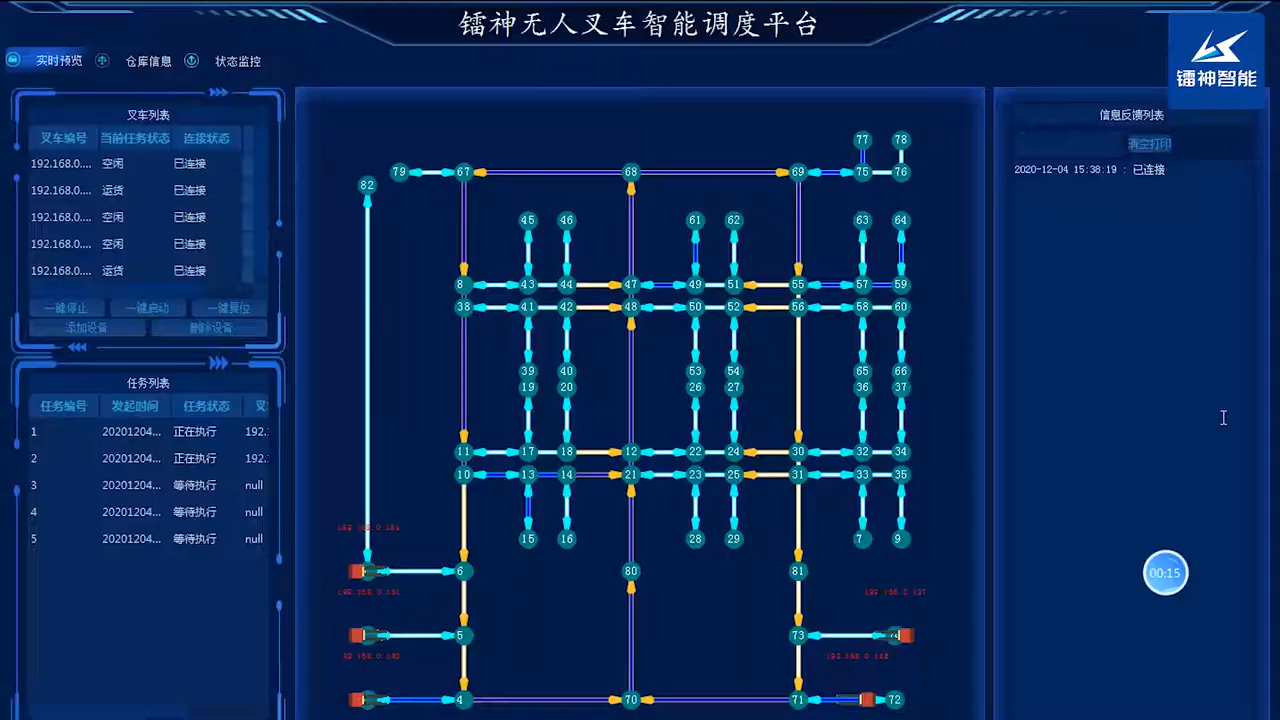 镭神无人叉车智能调度平台
镭神智能
实时预览 仓库信息 状态监控
叉车列表
叉车编号 当前任务状态 连接状态
192.168.0.... 空闲 已连接
192.168.0.... 运货 已连接
192.168.0.... 空闲 已连接
192.168.0.... 空闲 已连接
192.168.0.... 运货 已连接
一键停止 一键启动 一键复位
添加设备 删除设备
任务列表
任务编号 发起时间 任务状态 叉
1 20201204... 正在执行 192.
2 20201204... 正在执行 192.
3 20201204... 等待执行 null
4 20201204... 等待执行 null
5 20201204... 等待执行 null
77 78
79 67 68 69 75 76
82
45 46 61 62 63 64
8 43 44 47 49 51 55 57 59
38 41 42 48 50 52 56 58 60
39 40 53 54 65 66
19 20 26 27 36 37
11 17 18 12 22 24 30 32 34
10 13 14 21 23 25 31 33 35
15 16 28 29 7 9
6 80 81
5 73
4 70 71 72
信息反馈列表
清空打印
2020-12-04 15:38:19 : 已连接
00:15